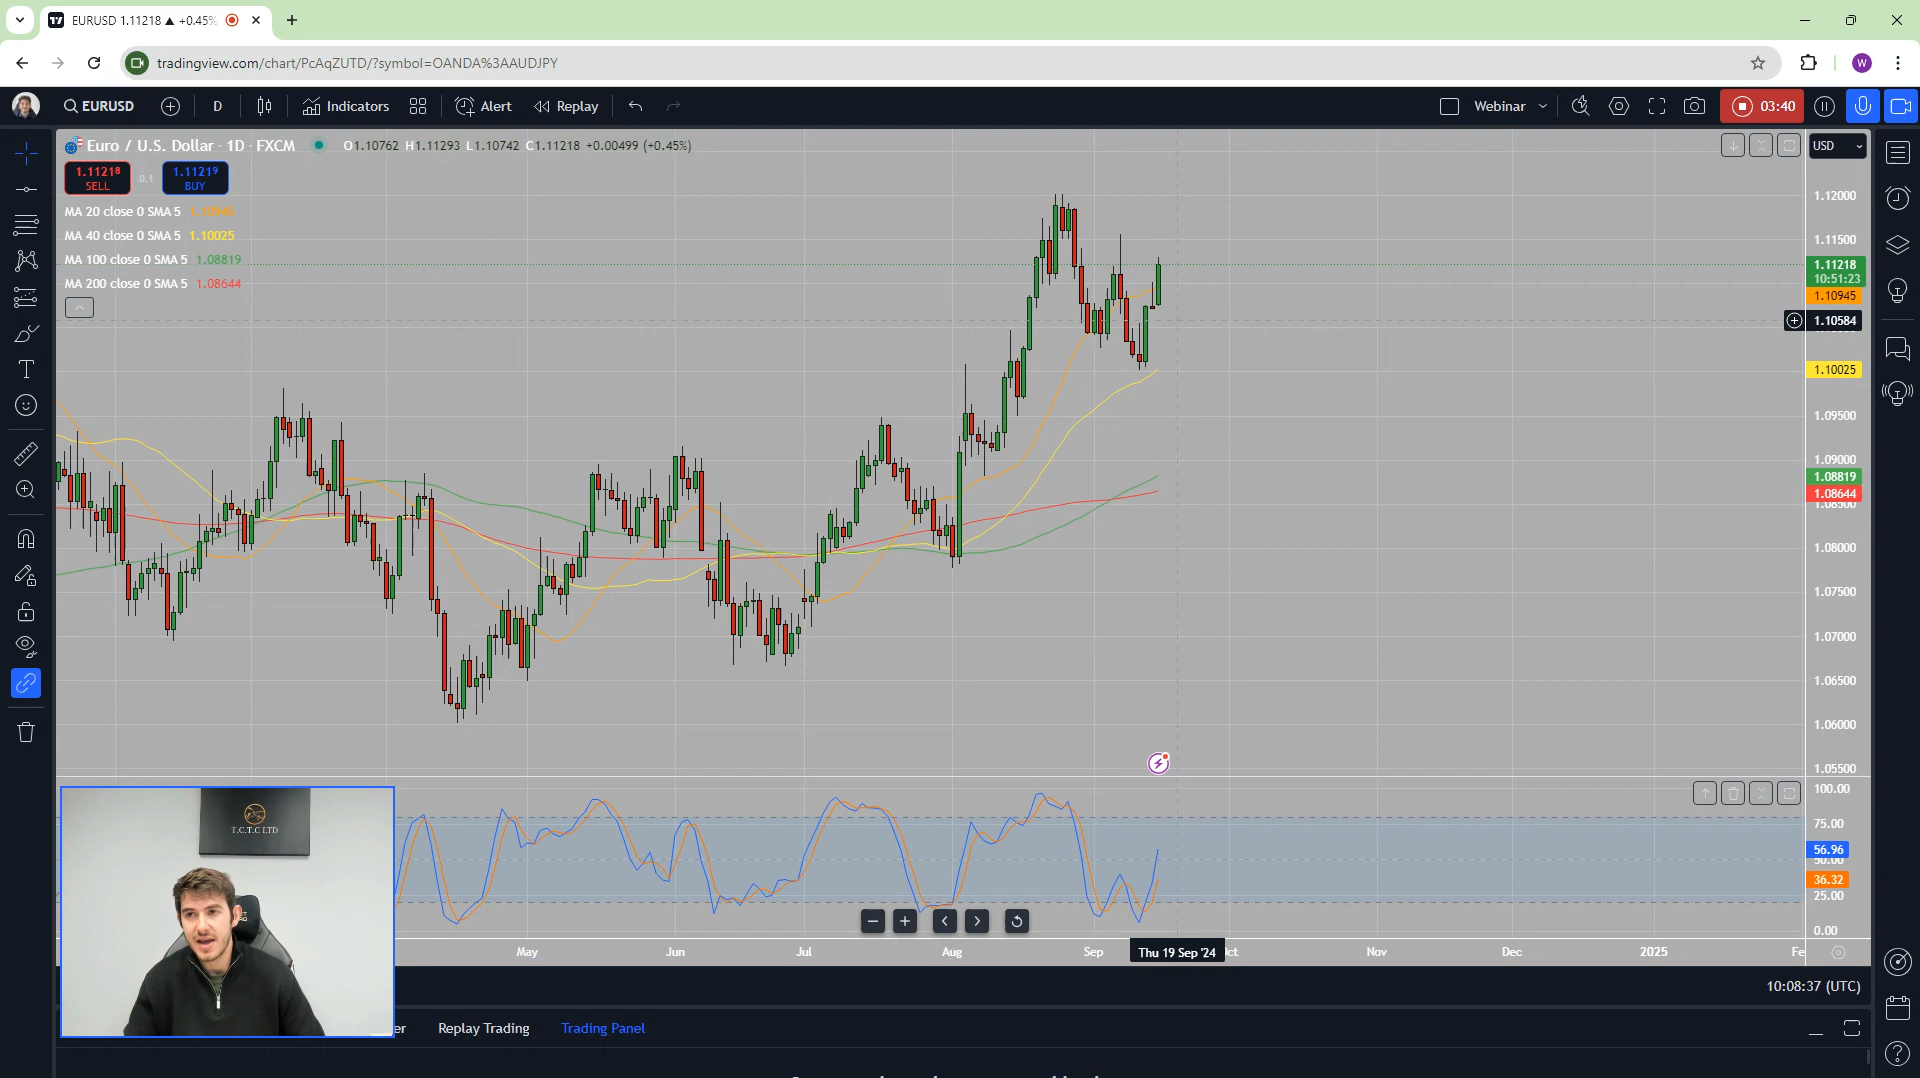 EURUSD 1.11218 ▲ +0.45%
tradingview.com/chart/PcAqZUTD/?symbol=OANDA%3AAUDJPY
W
EURUSD
D
Indicators
Alert
Replay
Webinar
03:40
Euro / U.S. Dollar · 1D · FXCM
O1.10762 H1.11293 L1.10742 C1.11218 +0.00499 (+0.45%)
USD
1.11218
SELL
0.1
1.11219
BUY
MA 20 close 0 SMA 5 1.10945
MA 40 close 0 SMA 5 1.10025
MA 100 close 0 SMA 5 1.08819
MA 200 close 0 SMA 5 1.08644
1.12000
1.11500
1.11218
10:51:23
1.10945
1.10584
1.10025
1.09500
1.09000
1.08819
1.08644
1.08500
1.08000
1.07500
1.07000
1.06500
1.06000
1.05500
100.00
75.00
56.96
50.00
36.32
25.00
0.00
T.C.T.C LTD
May
Jun
Jul
Aug
Sep
Thu 19 Sep '24
Oct
Nov
Dec
2025
Fe
10:08:37 (UTC)
er
Replay Trading
Trading Panel